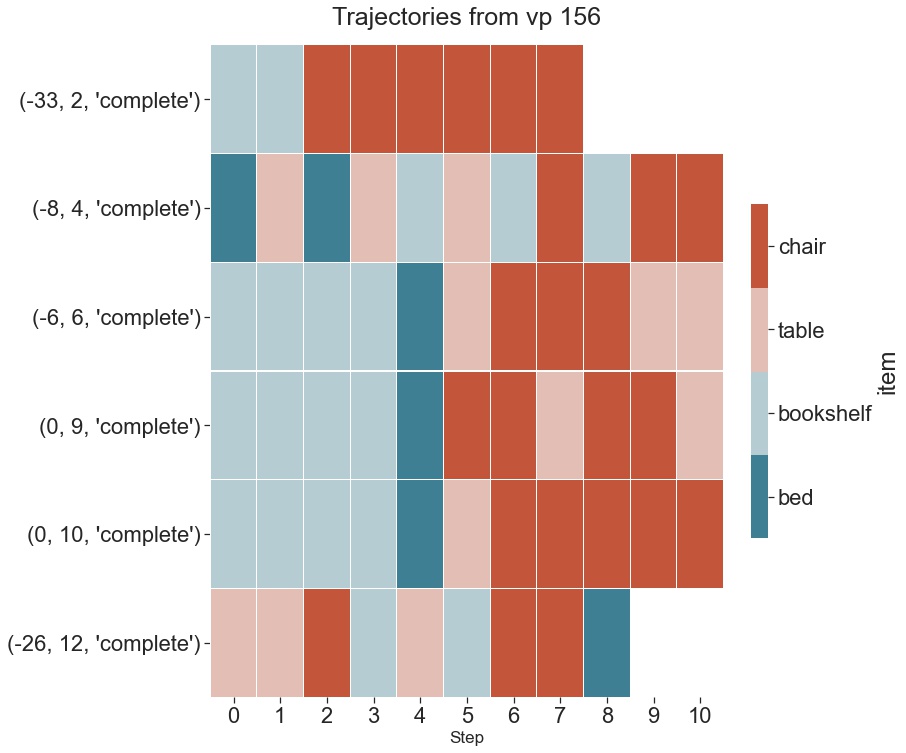 Trajectories from vp 156
(-33, 2, 'complete')
(-8, 4, 'complete')
(-6, 6, 'complete')
(0, 9, 'complete')
(0, 10, 'complete')
(-26, 12, 'complete')
0 1 2 3 4 5 6 7 8 9 10
Step
chair
table
bookshelf
bed
item